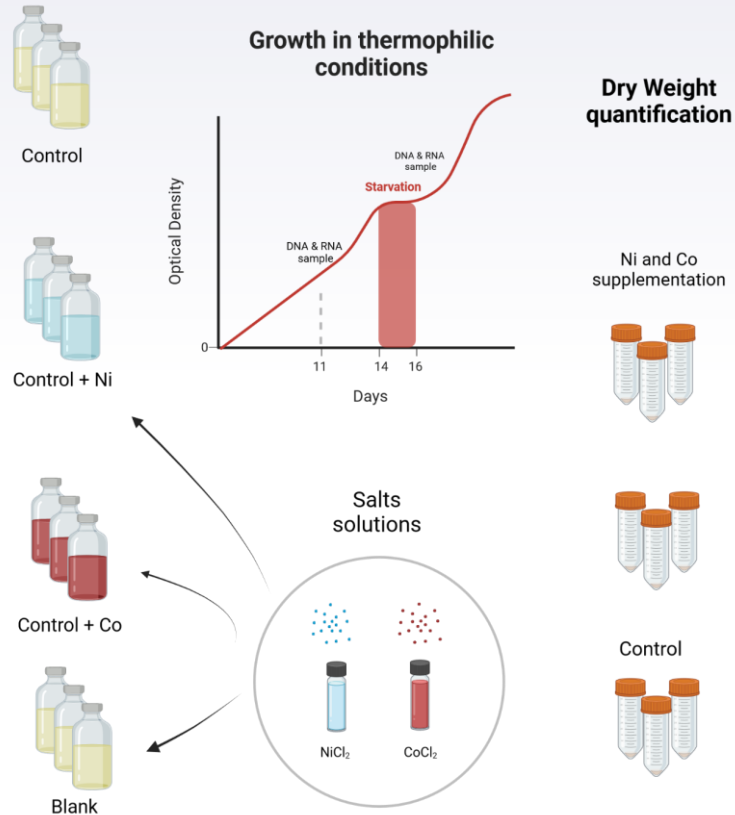 Control
Control + Ni
Control + Co
Blank
Growth in thermophilic
conditions
Optical Density
DNA & RNA
sample
Starvation
DNA & RNA
sample
0
11
14
16
Days
Salts
solutions
NiCl₂
CoCl₂
Dry Weight
quantification
Ni and Co
supplementation
Control